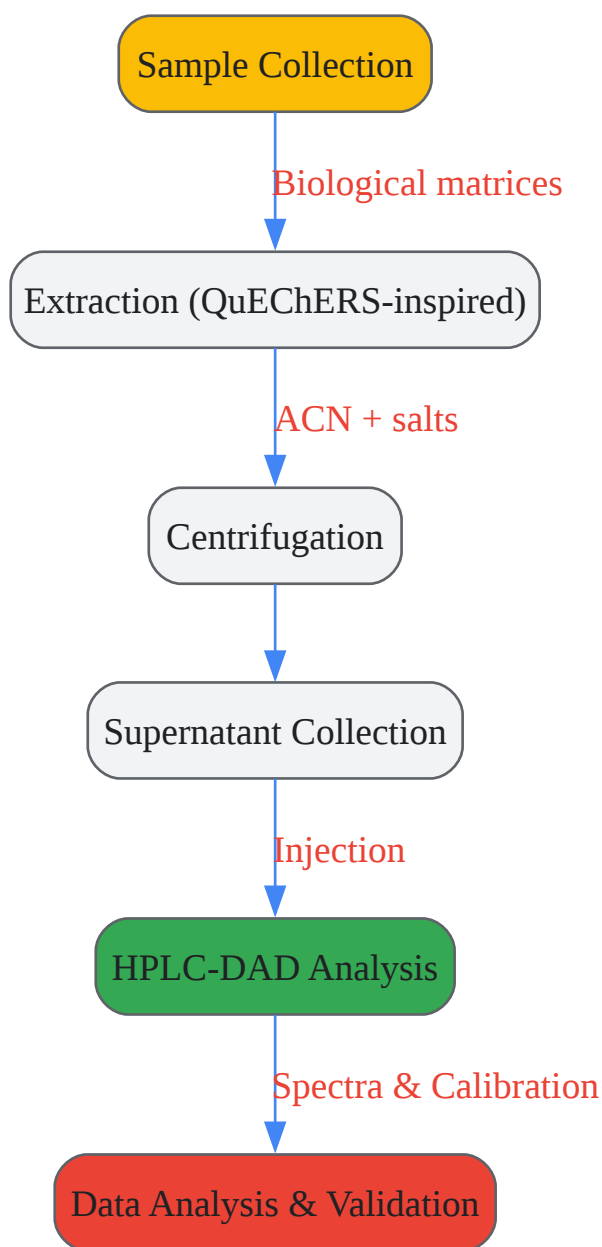 Sample Collection
Biological matrices
Extraction (QuEChERS-inspired)
ACN + salts
Centrifugation
Supernatant Collection
Injection
HPLC-DAD Analysis
Spectra & Calibration
Data Analysis & Validation